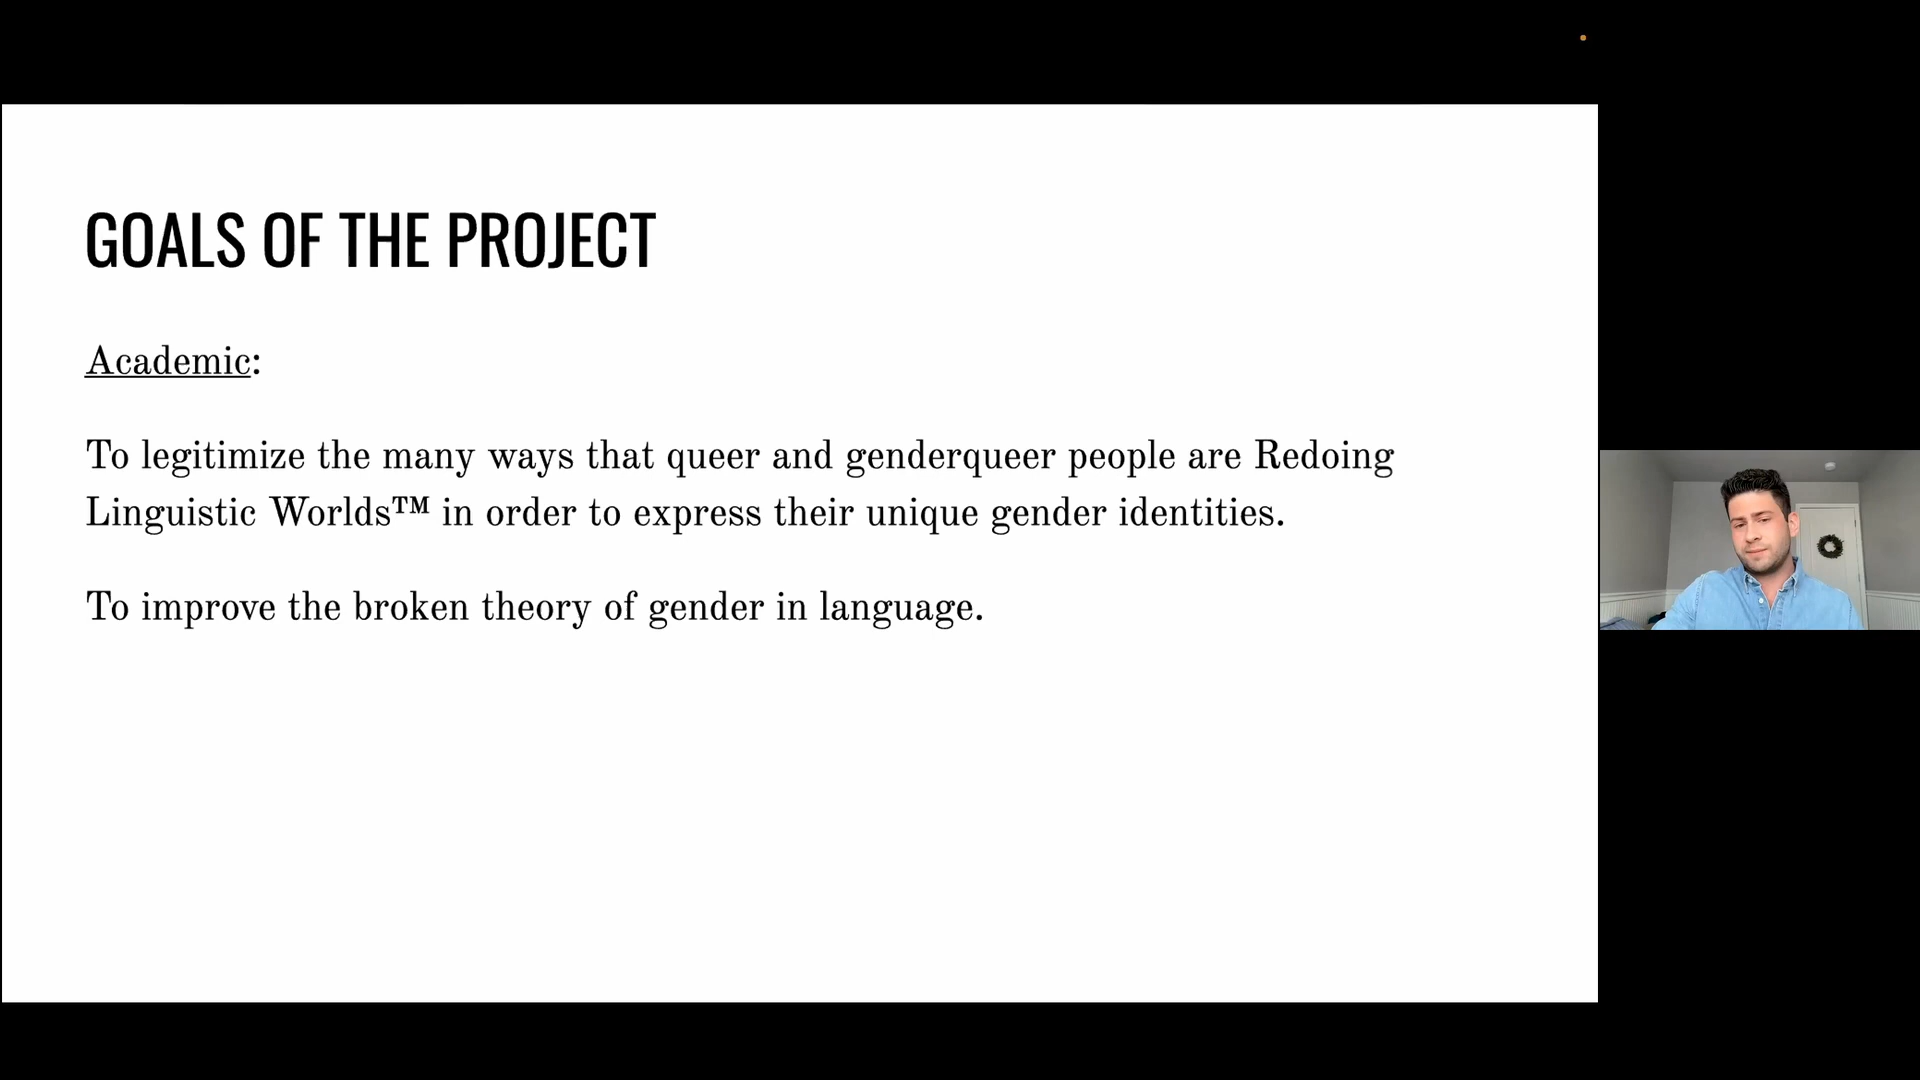 GOALS OF THE PROJECT
Academic:
To legitimize the many ways that queer and genderqueer people are Redoing
Linguistic Worlds™ in order to express their unique gender identities.
To improve the broken theory of gender in language.